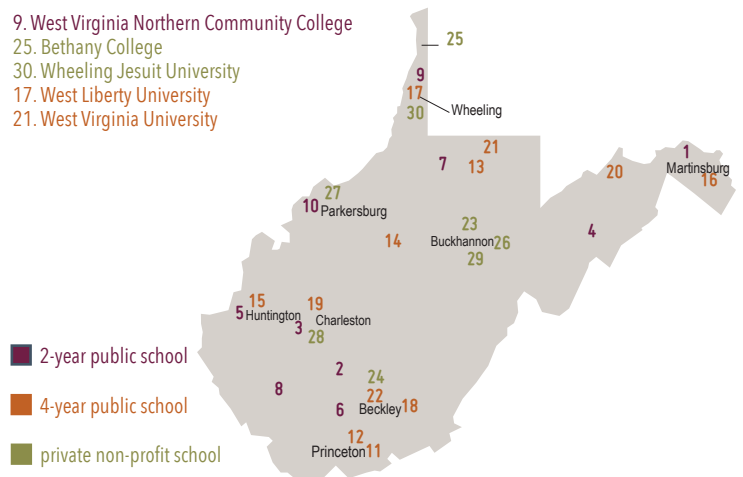 9. West Virginia Northern Community College
25. Bethany College
30. Wheeling Jesuit University
17. West Liberty University
21. West Virginia University
25
9
17
Wheeling
30
21
7
13
1
Martinsburg
20
16
27
10
Parkersburg
23
4
14
Buckhannon
26
29
15
19
5
Huntington
Charleston
3
28
2-year public school
2
24
8
22
18
6
Beckley
4-year public school
12
Princeton
11
private non-profit school